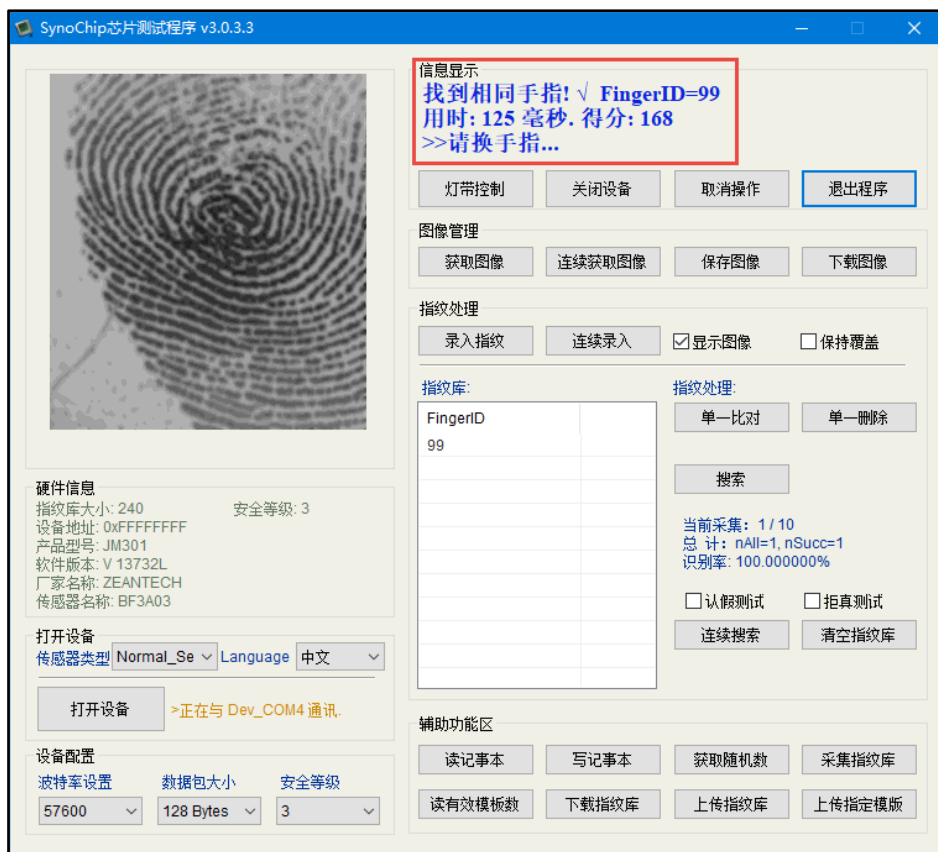 SynoChip芯片测试程序 v3.0.3.3
信息显示
找到相同手指! √ FingerID=99
用时: 125 毫秒. 得分: 168
>>请换手指...
灯带控制 关闭设备 取消操作 退出程序
图像管理
获取图像 连续获取图像 保存图像 下载图像
指纹处理
录入指纹 连续录入 显示图像 保持覆盖
指纹库: 指纹处理:
FingerID
99
单一比对 单一删除
搜索
当前采集: 1 / 10
总 计: nAll=1, nSucc=1
识别率: 100.000000%
认假测试 拒真测试
连续搜索 清空指纹库
硬件信息
指纹库大小: 240 安全等级: 3
设备地址: 0xFFFFFFFF
产品型号: JM301
软件版本: V 13732L
厂家名称: ZEANTECH
传感器名称: BF3A03
打开设备
传感器类型 Normal_Se Language 中文
打开设备 >正在与 Dev_COM4 通讯.
设备配置
波特率设置 数据包大小 安全等级
57600 128 Bytes 3
辅助功能区
读记事本 写记事本 获取随机数 采集指纹库
读有效模板数 下载指纹库 上传指纹库 上传指定模版